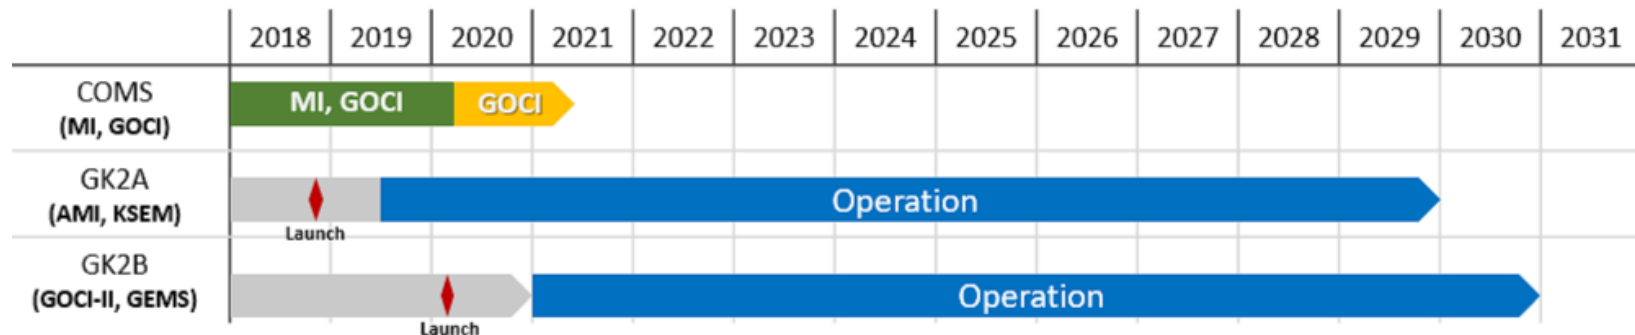 2018 2019 2020 2021 2022 2023 2024 2025 2026 2027 2028 2029 2030 2031
COMS
(MI, GOCI)
MI, GOCI
GOCI
GK2A
(AMI, KSEM)
Launch
Operation
GK2B
(GOCI-II, GEMS)
Launch
Operation